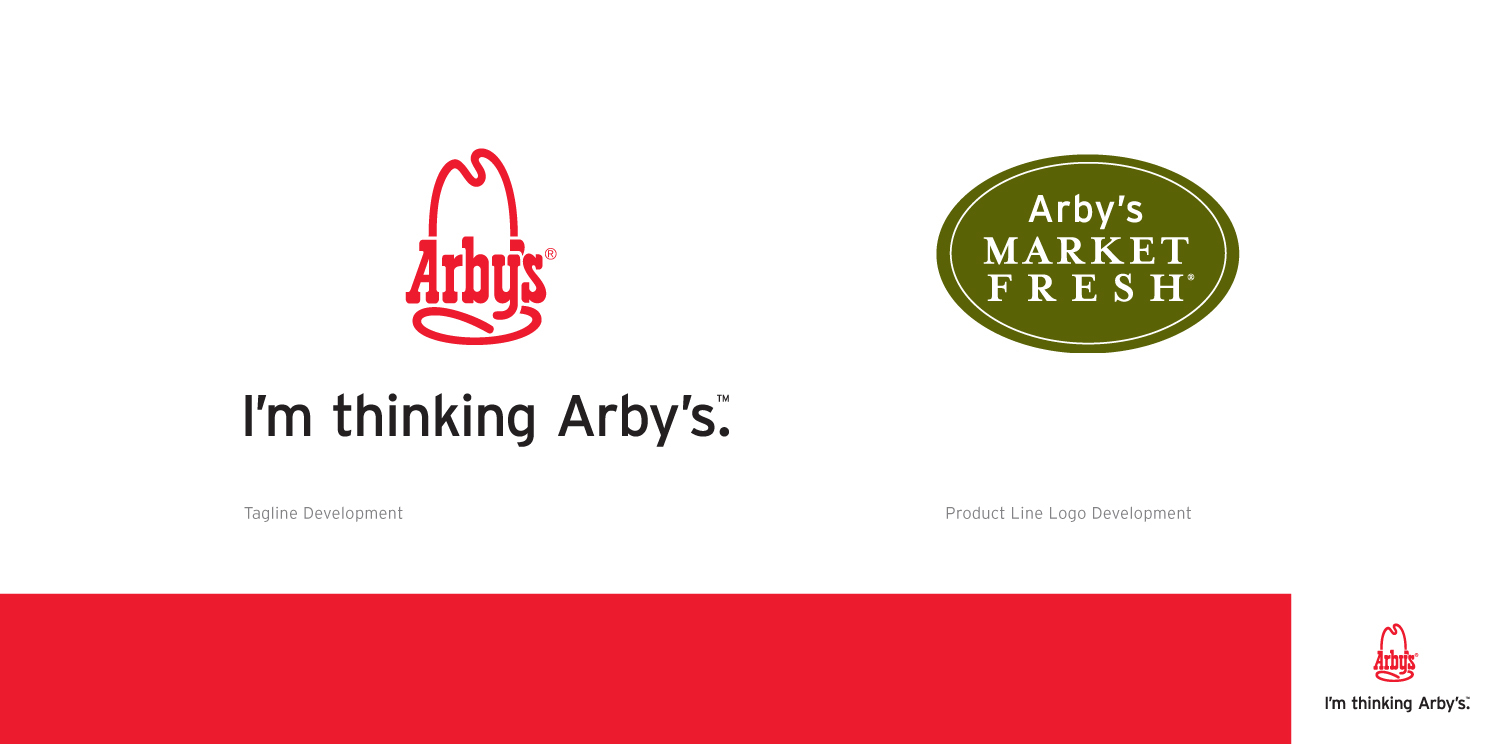 Arby's®
I'm thinking Arby's.™
Tagline Development
Arby's
MARKET
FRESH®
Product Line Logo Development
Arby's®
I'm thinking Arby's.™